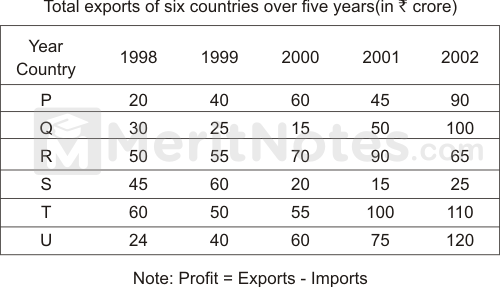 Total exports of six countries over five years(in ₹ crore)
Year
Country 1998 1999 2000 2001 2002
P 20 40 60 45 90
Q 30 25 15 50 100
R 50 55 70 90 65
S 45 60 20 15 25
T 60 50 55 100 110
U 24 40 60 75 120
MeritNotes.com
Note: Profit = Exports - Imports